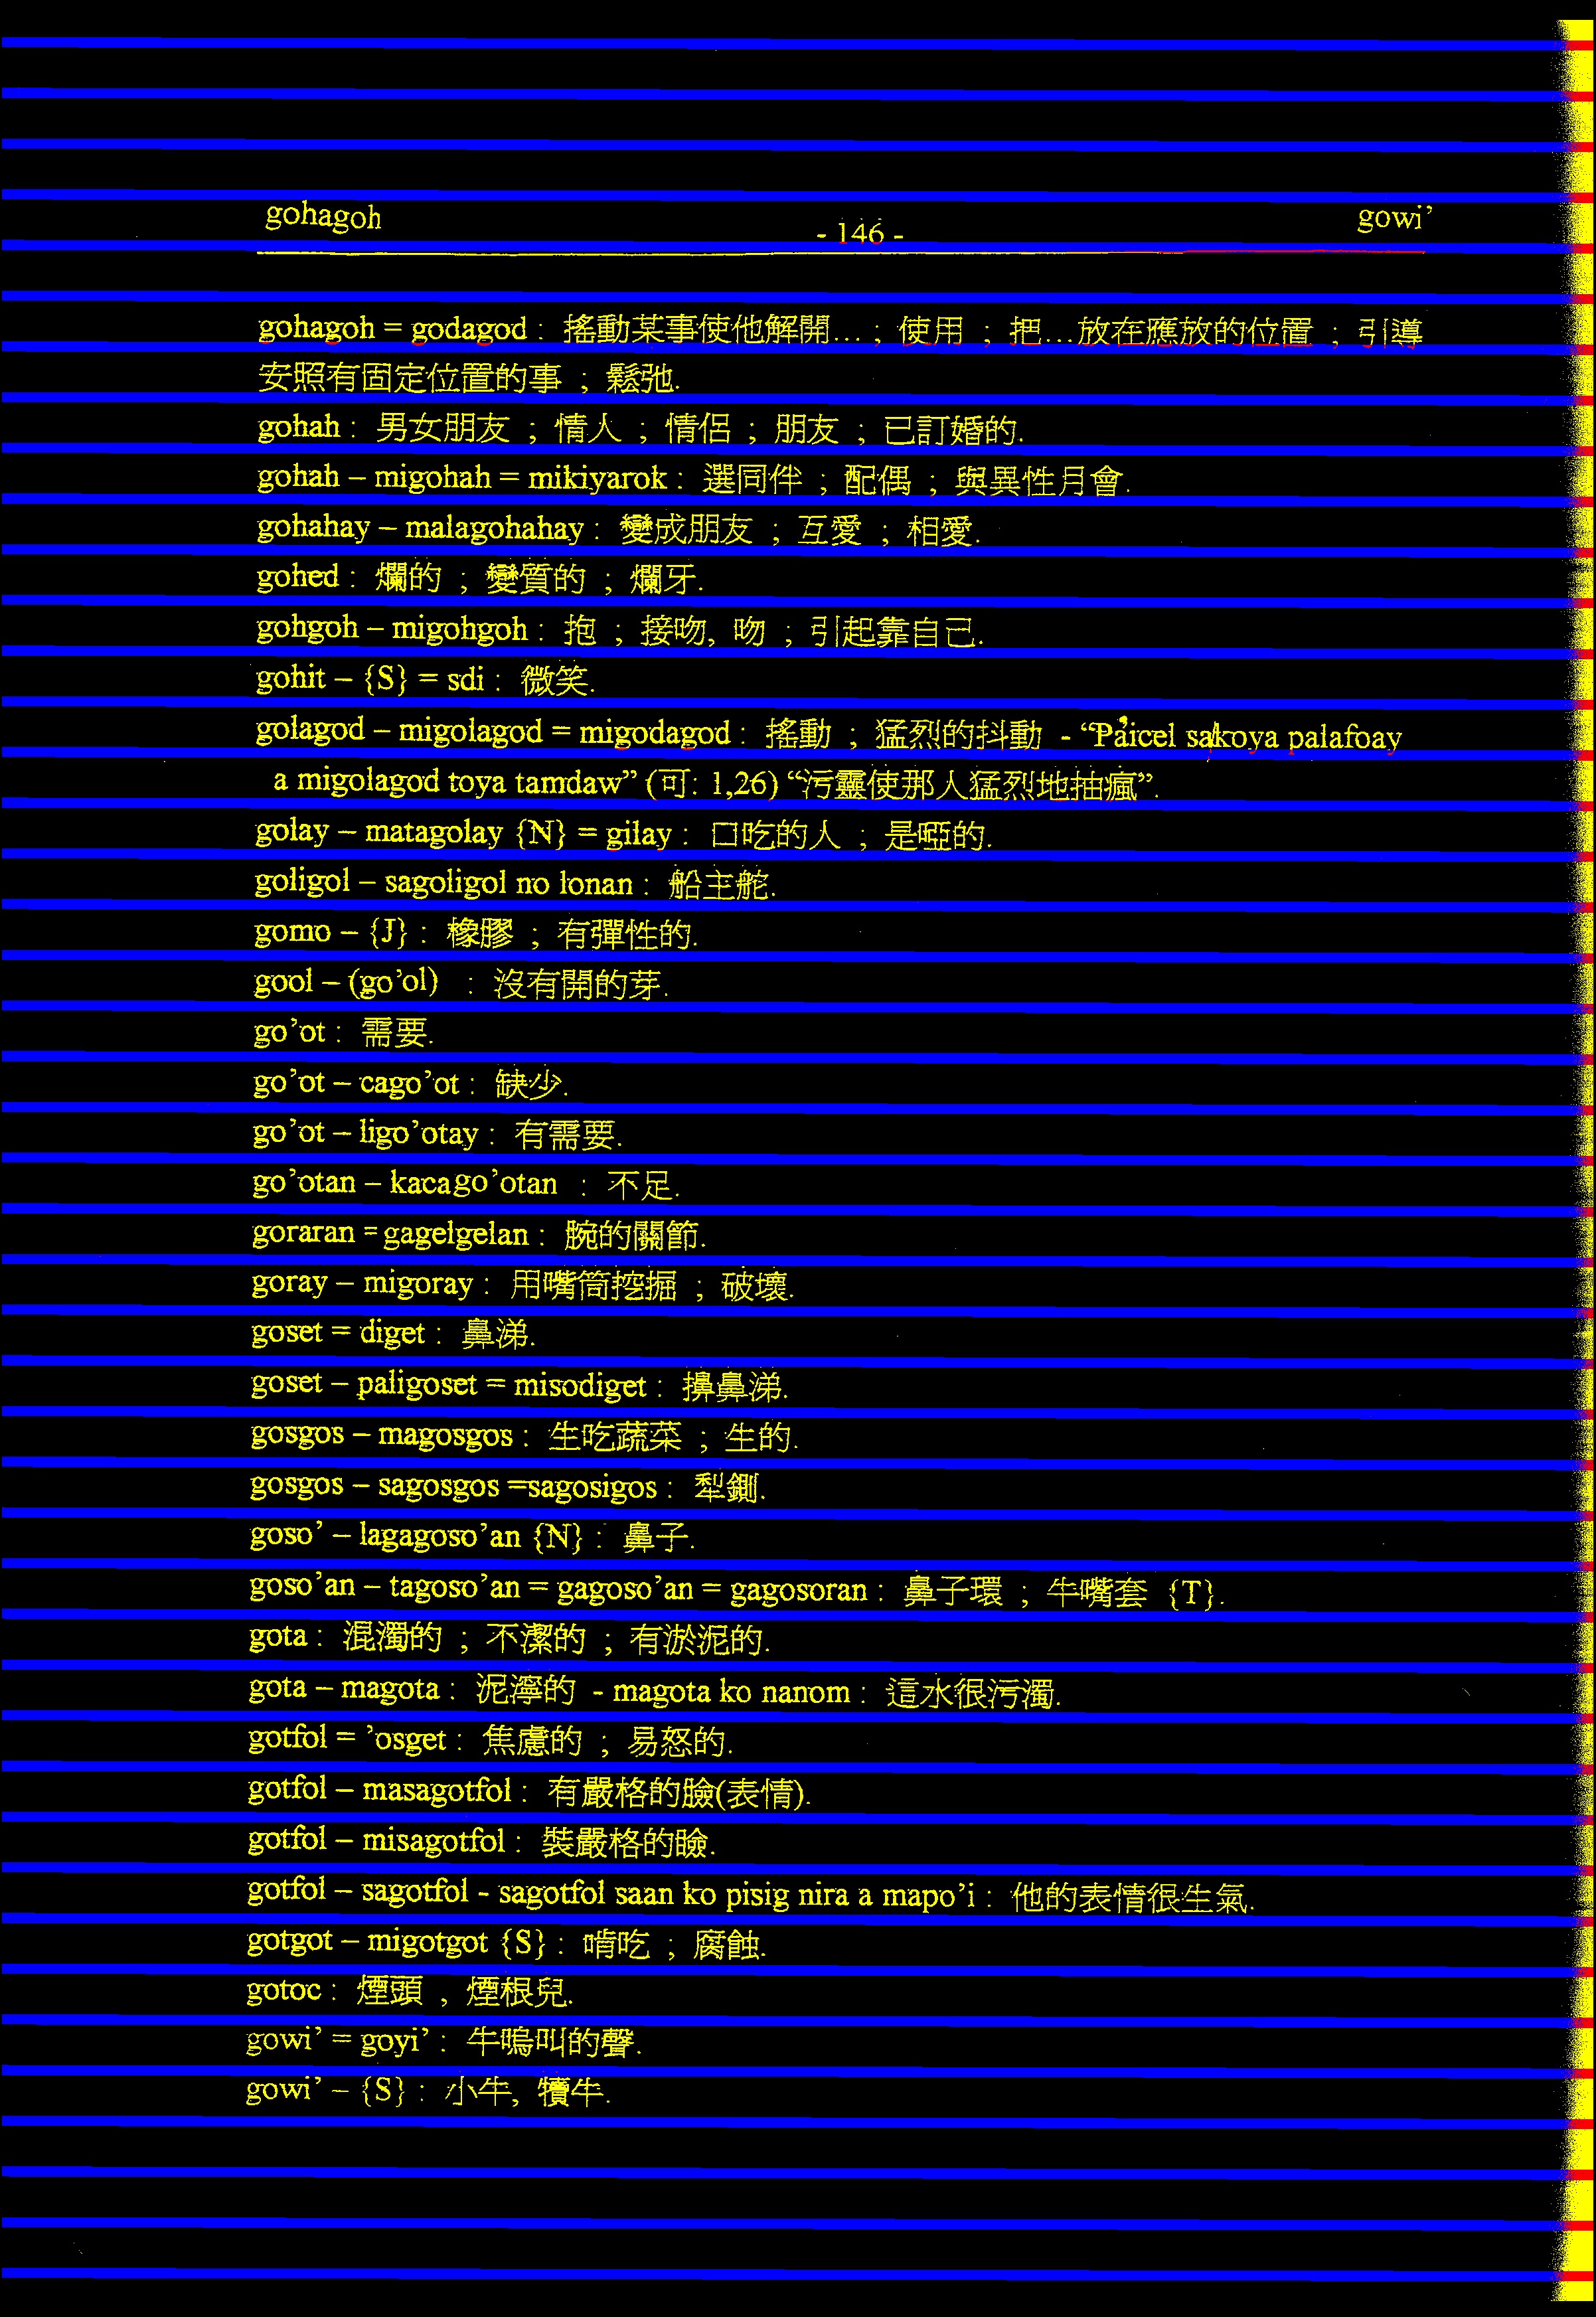 gohagoh - 146 - gowi’
gohagoh = godagod : 搖動某事使他解開... ; 使用 ; 把...放在應放的位置 ; 引導
安照有固定位置的事 ; 鬆弛.
gohah : 男女朋友 ; 情人 ; 情侶 ; 朋友 ; 已訂婚的.
gohah – migohah = mikiyarok : 選同伴 ; 配偶 ; 與異性月會.
gohahay – malagohahay : 變成朋友 ; 互愛 ; 相愛.
gohed : 爛的 ; 變質的 ; 爛牙.
gohgoh – migohgoh : 抱 ; 接吻, 吻 ; 引起靠自己.
gohit – {S} = sdi : 微笑.
golagod – migolagod = migodagod : 搖動 ; 猛烈的抖動 - “Paicel sakoya palafoay
a migolagod toya tamdaw” (可: 1,26) “污靈使那人猛烈地抽瘋”.
golay – matagolay {N} = gilay : 口吃的人 ; 是啞的.
goligol – sagoligol no lonan : 船主舵.
gomo – {J} : 橡膠 ; 有彈性的.
gool – (go’ol) : 沒有開的芽.
go’ot : 需要.
go’ot – cago’ot : 缺少.
go’ot – ligo’otay : 有需要.
go’otan – kacago’otan : 不足.
goraran = gagelgelan : 腕的關節.
goray – migoray : 用嘴筒挖掘 ; 破壞.
goset = diget : 鼻涕.
goset – paligoset = misodiget : 擤鼻涕.
gosgos – magosgos : 生吃蔬菜 ; 生的.
gosgos – sagosgos =sagosigos : 犁鍘.
goso’ – lagagoso’an {N} : 鼻子.
goso’an – tagoso’an = gagoso’an = gagosoran : 鼻子環 ; 牛嘴套 {T}.
gota : 混濁的 ; 不潔的 ; 有淤泥的.
gota – magota : 泥濘的 - magota ko nanom : 這水很污濁.
gotfol = ’osget : 焦慮的 ; 易怒的.
gotfol – masagotfol : 有嚴格的臉(表情).
gotfol – misagotfol : 裝嚴格的臉.
gotfol – sagotfol - sagotfol saan ko pisig nira a mapo’i : 他的表情很生氣.
gotgot – migotgot {S} : 啃吃 ; 腐蝕.
gotoc : 煙頭 , 煙根兒.
gowi’ = goyi’ : 牛嗚叫的聲.
gowi’ – {S} : 小牛, 犢牛.